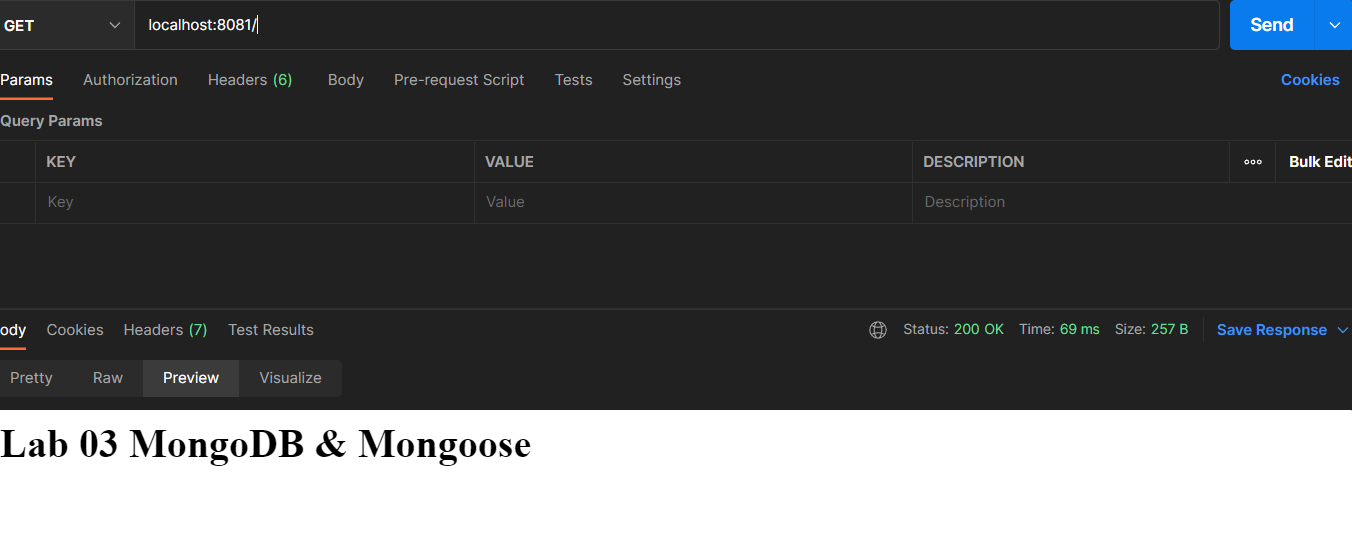 GET localhost:8081/ Send
Params Authorization Headers (6) Body Pre-request Script Tests Settings Cookies
Query Params
KEY VALUE DESCRIPTION ooo Bulk Edit
Key Value Description
ody Cookies Headers (7) Test Results Status: 200 OK Time: 69 ms Size: 257 B Save Response
Pretty Raw Preview Visualize
Lab 03 MongoDB & Mongoose